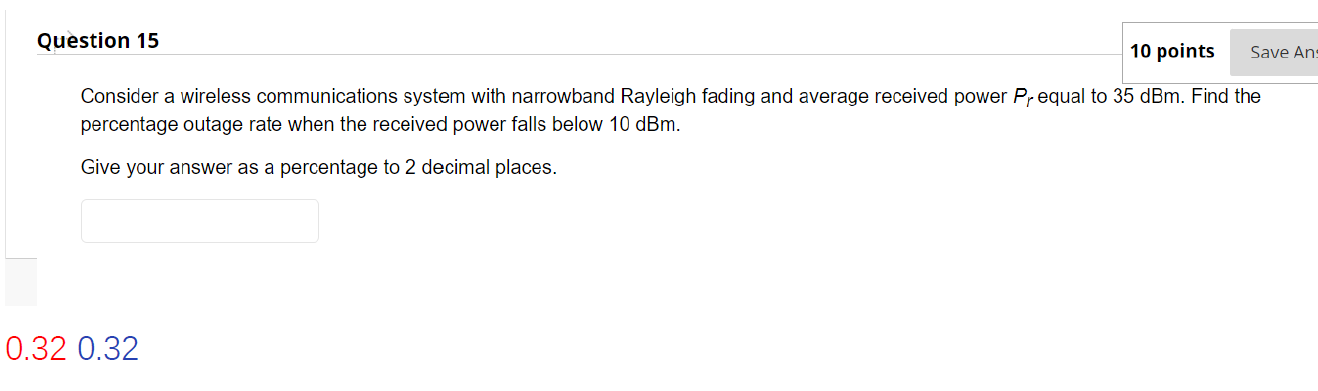 Question 15
10 points
Save Ans
Consider a wireless communications system with narrowband Rayleigh fading and average received power Pr equal to 35 dBm. Find the
percentage outage rate when the received power falls below 10 dBm.
Give your answer as a percentage to 2 decimal places.
0.32 0.32